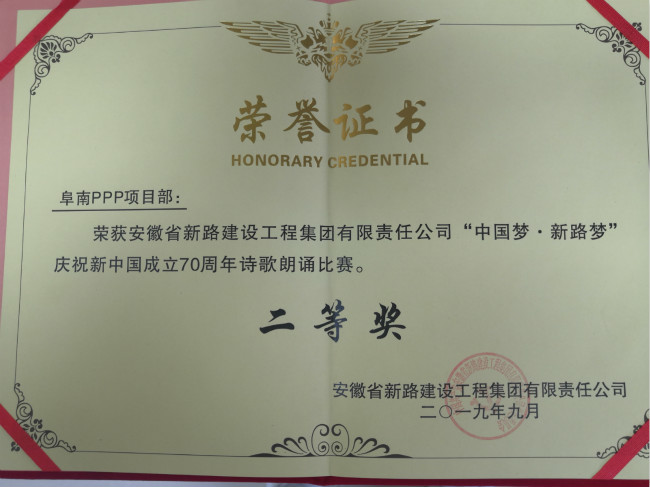 荣誉证书
HONORARY CREDENTIAL
阜南PPP项目部：
荣获安徽省新路建设工程集团有限责任公司“中国梦·新路梦”
庆祝新中国成立70周年诗歌朗诵比赛。
二等奖
安徽省新路建设工程集团有限责任公司
二〇一九年九月